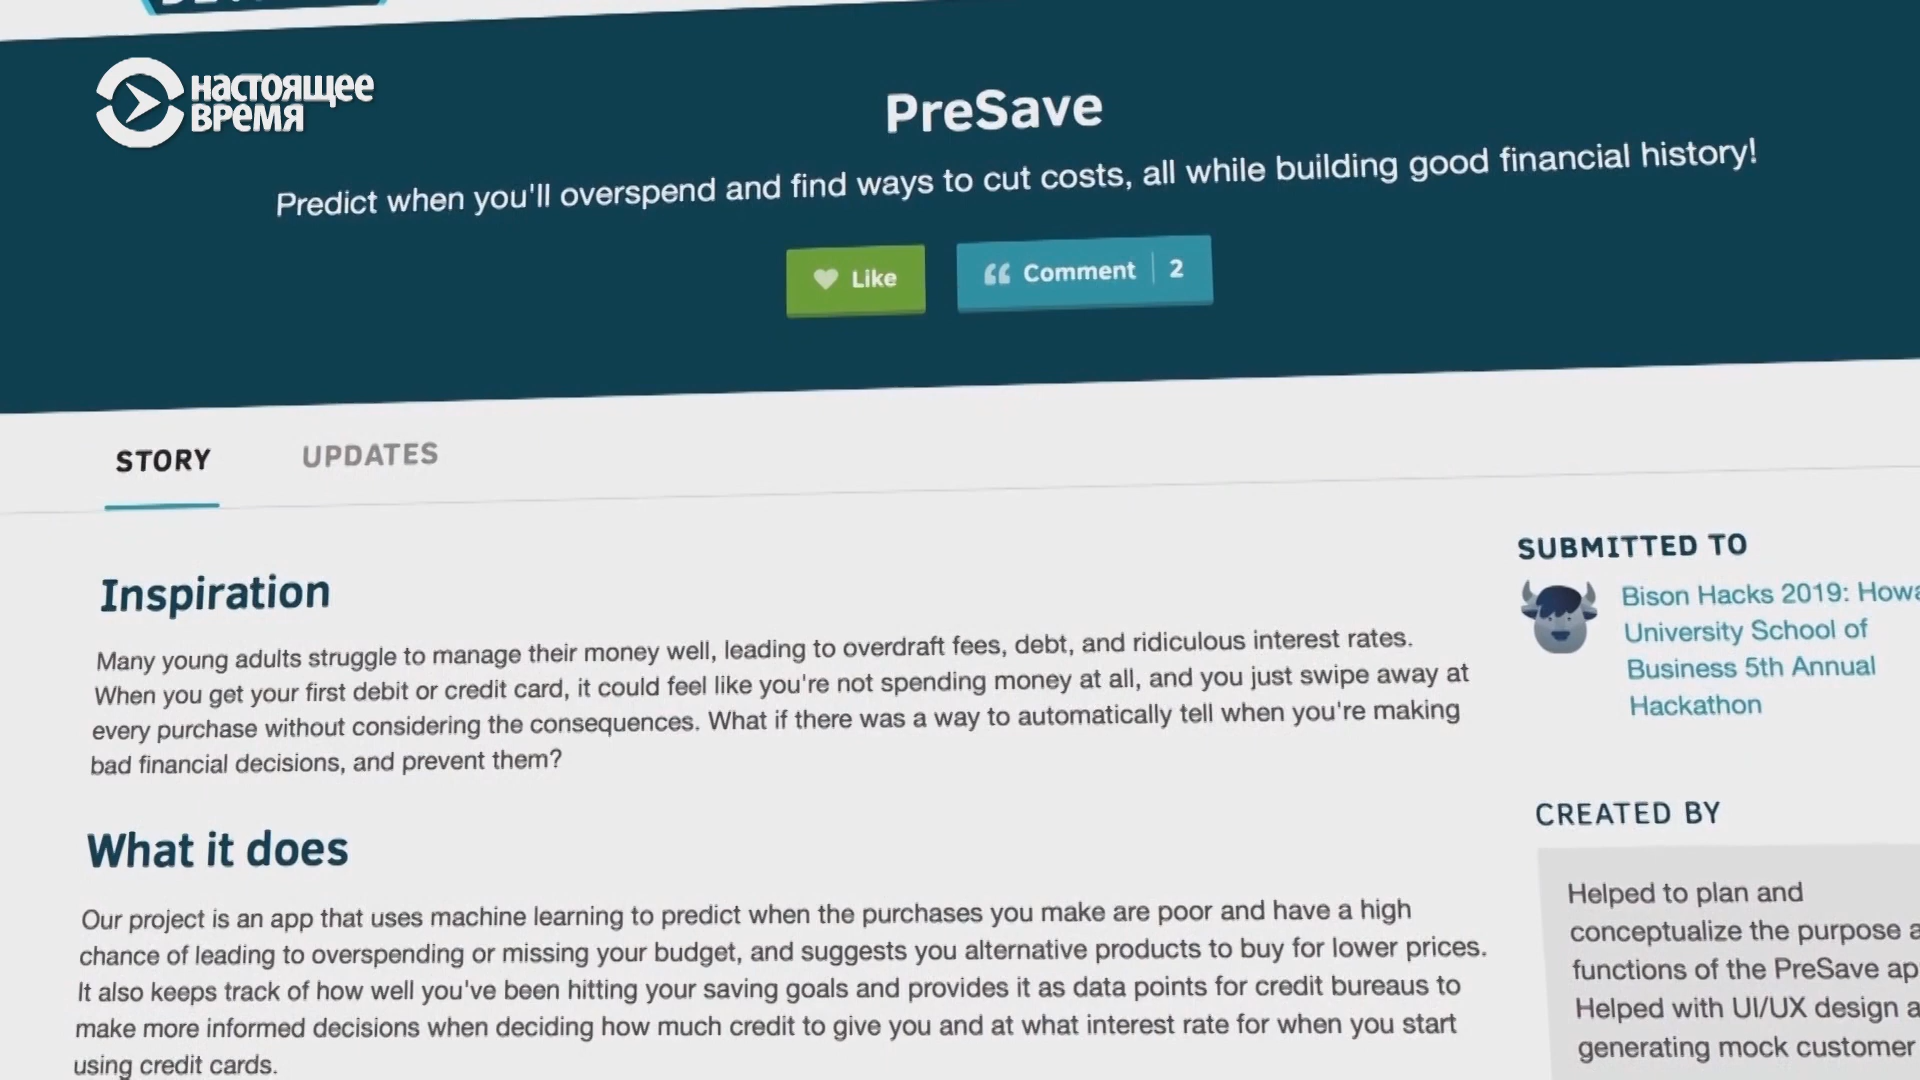 НАСТОЯЩЕЕ
ВРЕМЯ
PreSave
Predict when you'll overspend and find ways to cut costs, all while building good financial history!
Like
Comment 2
STORY
UPDATES
Inspiration
Many young adults struggle to manage their money well, leading to overdraft fees, debt, and ridiculous interest rates.
When you get your first debit or credit card, it could feel like you're not spending money at all, and you just swipe away at
every purchase without considering the consequences. What if there was a way to automatically tell when you're making
bad financial decisions, and prevent them?
What it does
Our project is an app that uses machine learning to predict when the purchases you make are poor and have a high
chance of leading to overspending or missing your budget, and suggests you alternative products to buy for lower prices.
It also keeps track of how well you've been hitting your saving goals and provides it as data points for credit bureaus to
make more informed decisions when deciding how much credit to give you and at what interest rate for when you start
using credit cards.
SUBMITTED TO
Bison Hacks 2019:
University School of
Business 5th Annual
Hackathon
CREATED BY
Helped to plan and
conceptualize the purpose
functions of the PreSave
Helped with UI/UX design
generating mock customer